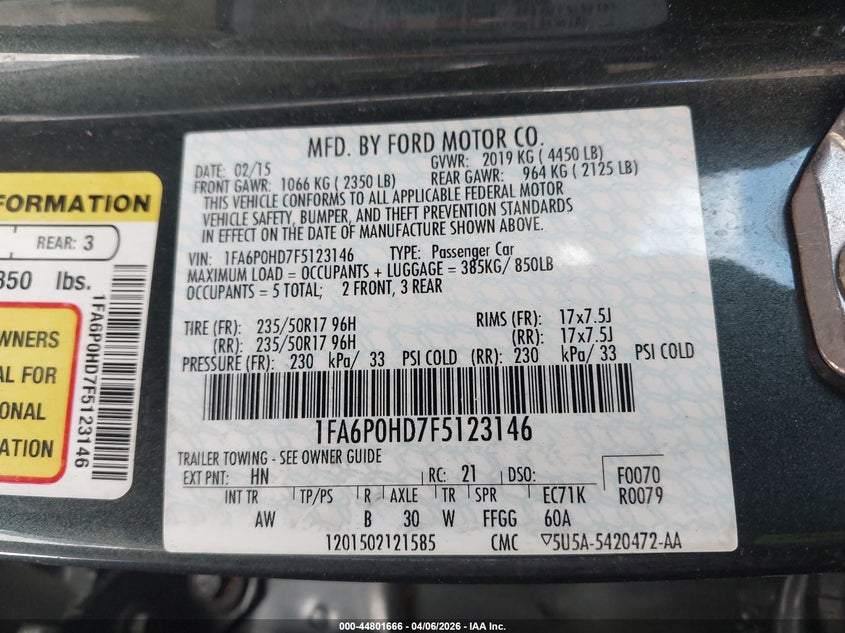 MFD. BY FORD MOTOR CO.
DATE: 02/15 GVWR: 2019 KG ( 4450 LB)
FRONT GAWR: 1066 KG ( 2350 LB) REAR GAWR: 964 KG ( 2125 LB)
THIS VEHICLE CONFORMS TO ALL APPLICABLE FEDERAL MOTOR
VEHICLE SAFETY, BUMPER, AND THEFT PREVENTION STANDARDS
IN EFFECT ON THE DATE OF MANUFACTURE SHOWN ABOVE.
VIN: 1FA6P0HD7F5123146 TYPE: Passenger Car
MAXIMUM LOAD = OCCUPANTS + LUGGAGE = 385KG/ 850LB
OCCUPANTS = 5 TOTAL; 2 FRONT, 3 REAR
TIRE (FR): 235/50R17 96H RIMS (FR): 17x7.5J
(RR): 235/50R17 96H (RR): 17x7.5J
PRESSURE (FR): 230 kPa/ 33 PSI COLD (RR): 230 kPa/ 33 PSI COLD
1FA6P0HD7F5123146
TRAILER TOWING - SEE OWNER GUIDE
EXT PNT: HN RC: 21 DSO: F0070
INT TR TP/PS R AXLE TR SPR EC71K R0079
AW B 30 W FFGG 60A
1201502121585 CMC ▽5U5A-5420472-AA
FORMATION
REAR: 3
850 lbs.
WNERS
AL FOR
ONAL
ATION
1FA6P0HD7F5123146
000-44801666 - 04/06/2026 - IAA Inc.